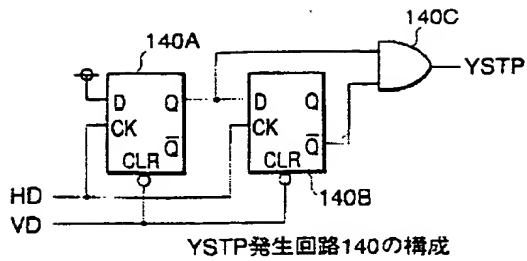 140C
140A
YSTP
D Q D Q
CK CK
Q̅ Q̅
CLR CLR
HD
140B
VD
YSTP発生回路140の構成